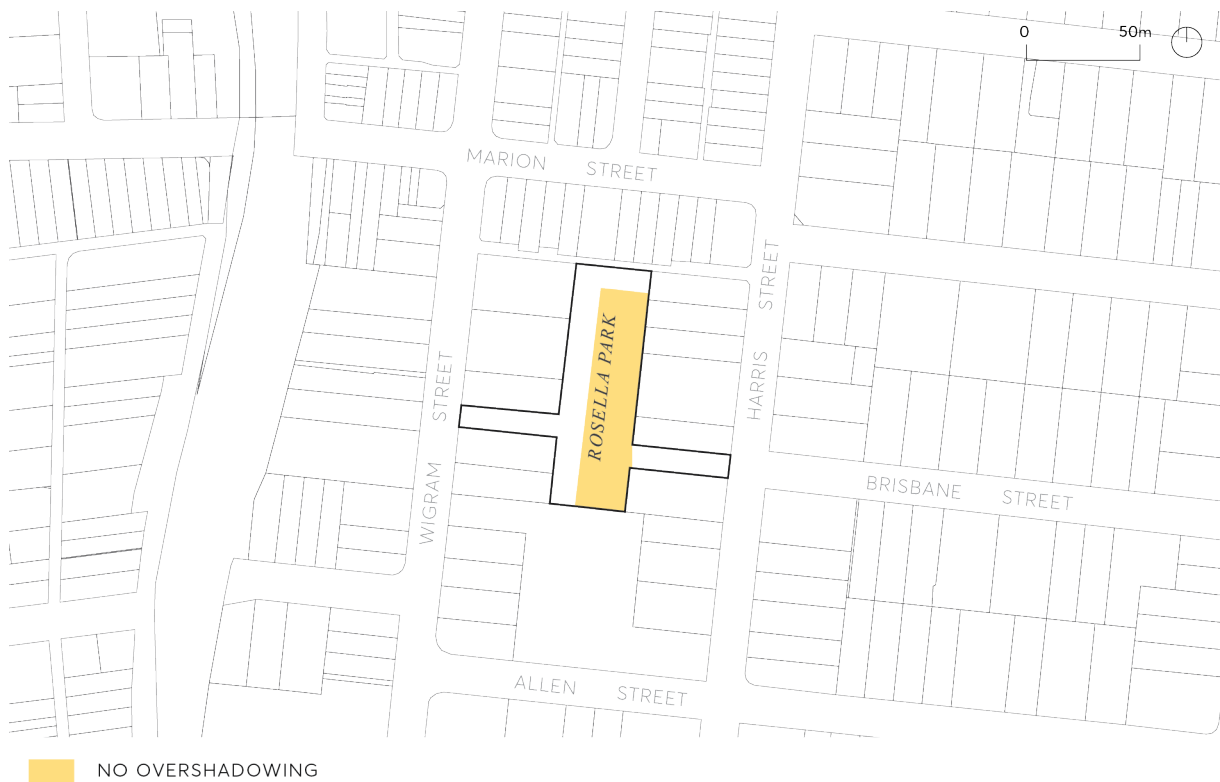 0 50m
MARION STREET
HARRIS STREET
ROSELLA PARK
WIGRAM STREET
BRISBANE STREET
ALLEN STREET
NO OVERSHADOWING